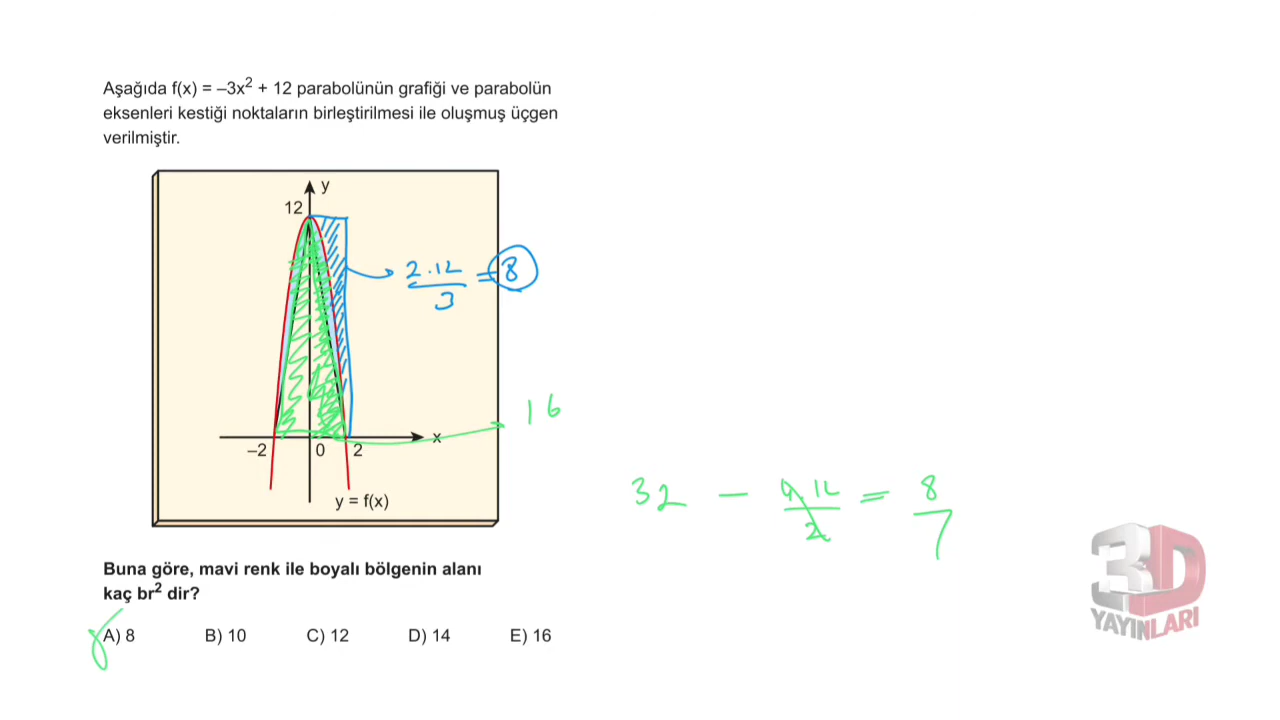 Aşağıda f(x) = –3x² + 12 parabolünün grafiği ve parabolün
eksenleri kestiği noktaların birleştirilmesi ile oluşmuş üçgen
verilmiştir.
y
12
2.12
3
= 8
16
x
–2
0
2
y = f(x)
32 – 4.12 = 8
2
Buna göre, mavi renk ile boyalı bölgenin alanı
kaç br² dir?
A) 8 B) 10 C) 12 D) 14 E) 16
3D
YAYINLARI